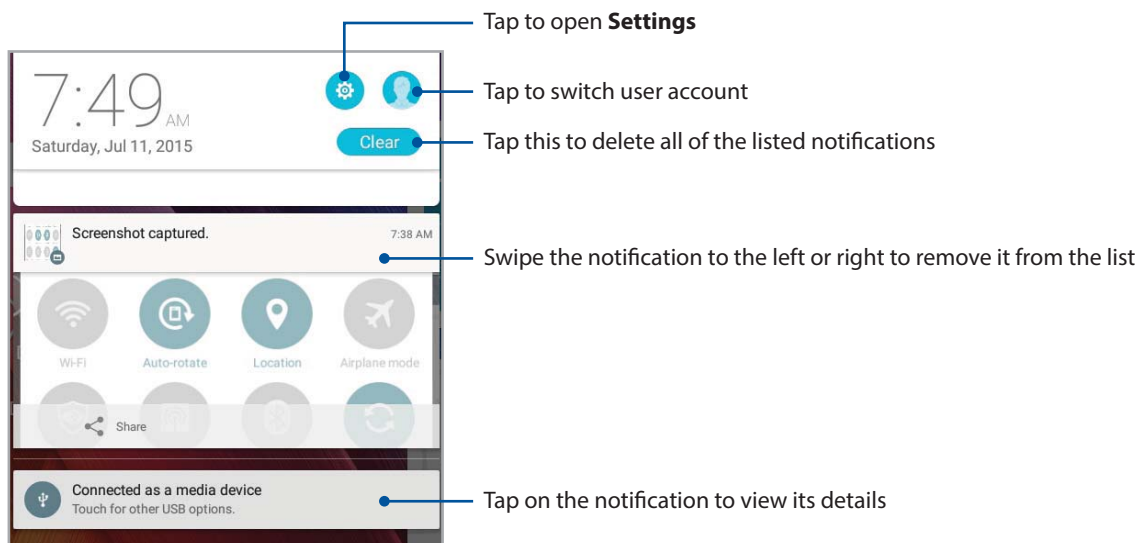 Tap to open Settings
7:49 AM
Tap to switch user account
Saturday, Jul 11, 2015
Clear
Tap this to delete all of the listed notifications
Screenshot captured.
7:38 AM
Swipe the notification to the left or right to remove it from the list
Wi-Fi
Auto-rotate
Location
Airplane mode
Share
Connected as a media device
Touch for other USB options.
Tap on the notification to view its details